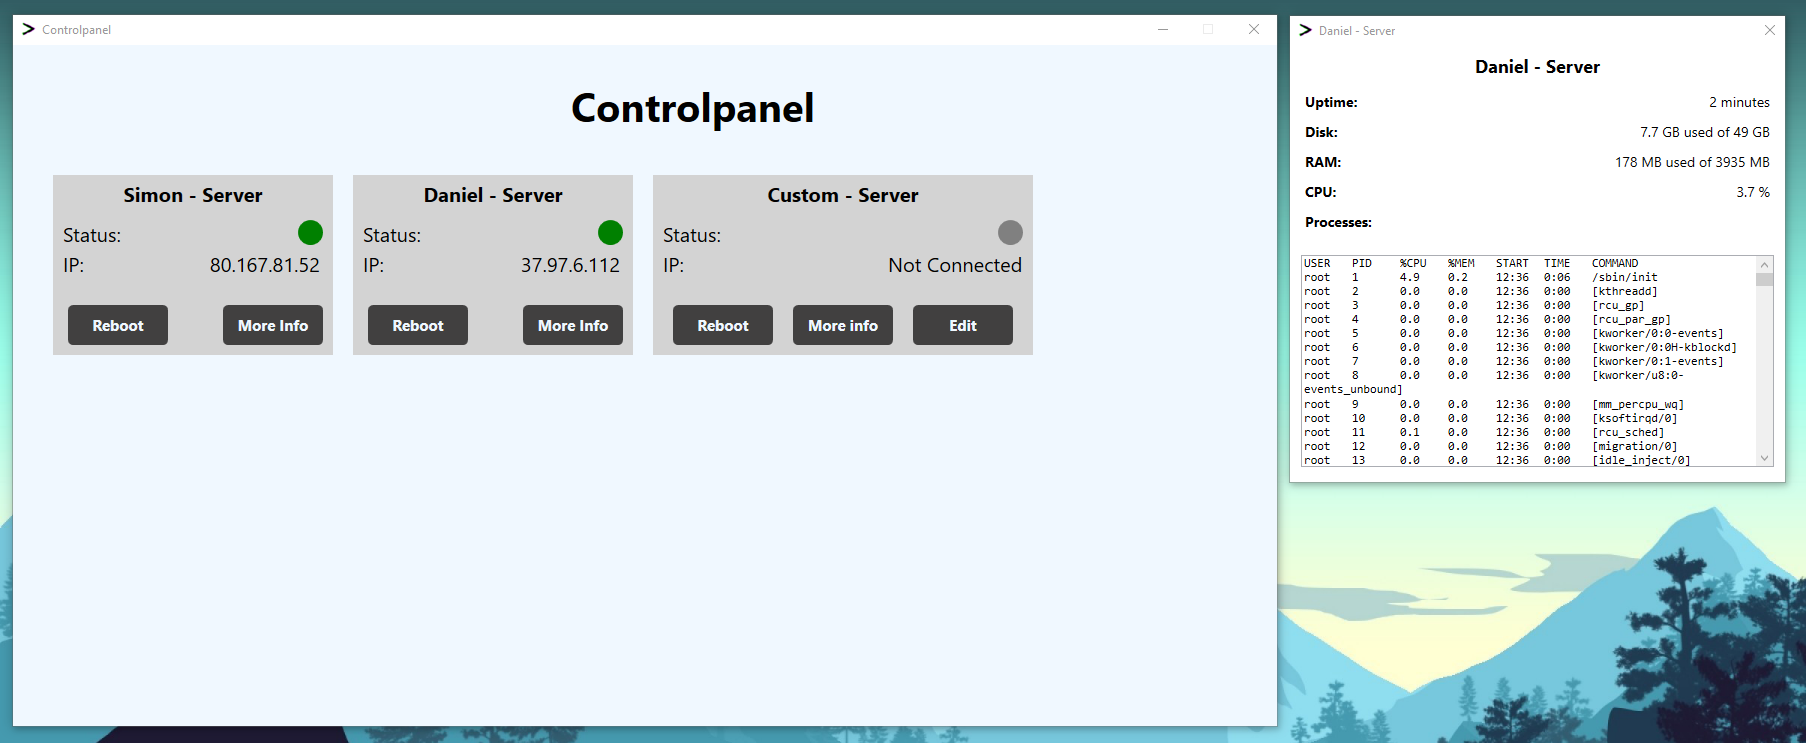 Controlpanel
Controlpanel
Simon - Server
Status:
IP: 80.167.81.52
Reboot More Info
Daniel - Server
Status:
IP: 37.97.6.112
Reboot More Info
Custom - Server
Status:
IP: Not Connected
Reboot More info Edit
Daniel - Server
Daniel - Server
Uptime: 2 minutes
Disk: 7.7 GB used of 49 GB
RAM: 178 MB used of 3935 MB
CPU: 3.7 %
Processes:
USER PID %CPU %MEM START TIME COMMAND
root 1 4.9 0.2 12:36 0:06 /sbin/init
root 2 0.0 0.0 12:36 0:00 [kthreadd]
root 3 0.0 0.0 12:36 0:00 [rcu_gp]
root 4 0.0 0.0 12:36 0:00 [rcu_par_gp]
root 5 0.0 0.0 12:36 0:00 [kworker/0:0-events]
root 6 0.0 0.0 12:36 0:00 [kworker/0:0H-kblockd]
root 7 0.0 0.0 12:36 0:00 [kworker/0:1-events]
root 8 0.0 0.0 12:36 0:00 [kworker/u8:0-
events_unbound]
root 9 0.0 0.0 12:36 0:00 [mm_percpu_wq]
root 10 0.0 0.0 12:36 0:00 [ksoftirqd/0]
root 11 0.1 0.0 12:36 0:00 [rcu_sched]
root 12 0.0 0.0 12:36 0:00 [migration/0]
root 13 0.0 0.0 12:36 0:00 [idle_inject/0]